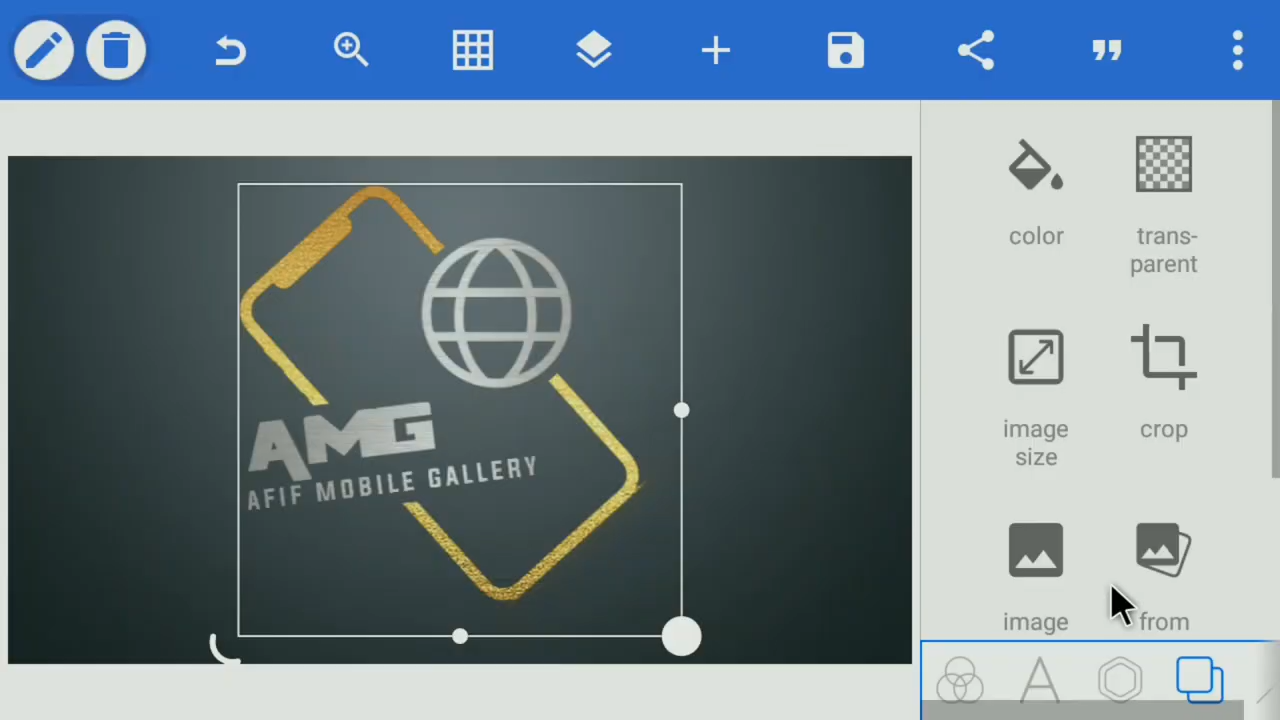 color
trans-
parent
image
size
crop
image
from
AMG
AFIF MOBILE GALLERY